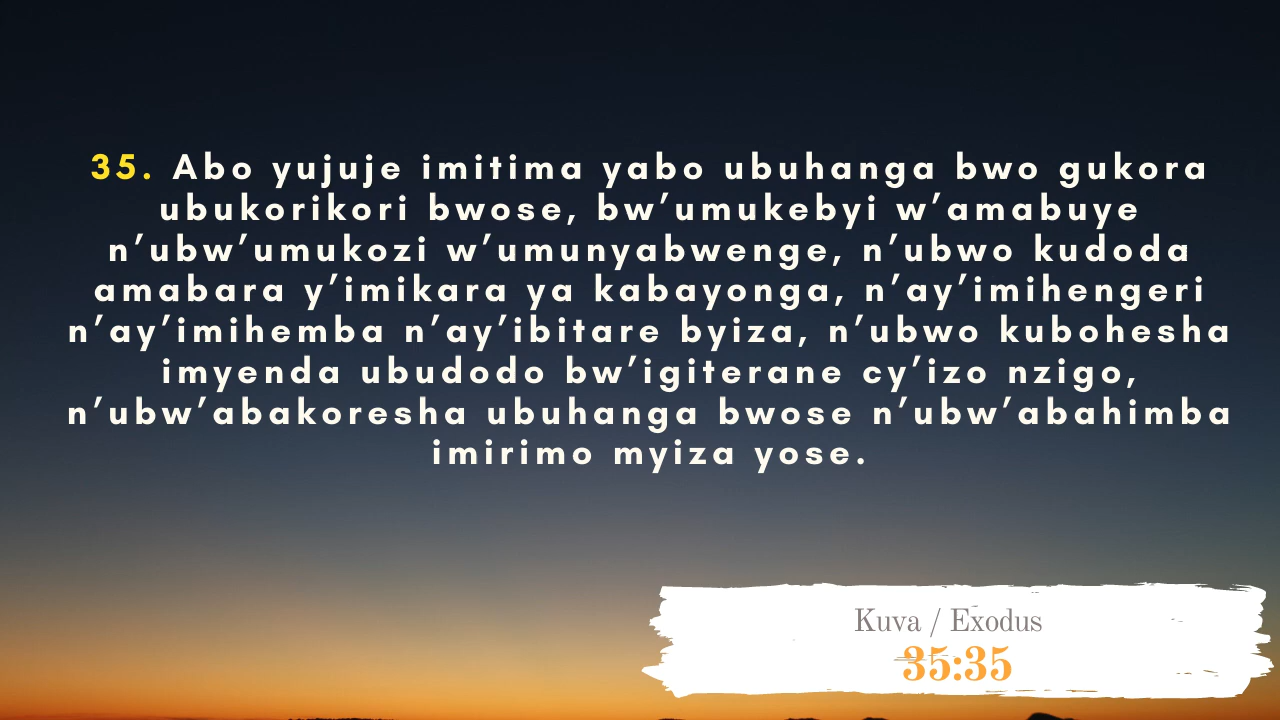 35. Abo yujuje imitima yabo ubuhanga bwo gukora
ubukorikori bwose, bw’umukebyi w’amabuye
n’ubw’umukozi w’umunyabwenge, n’ubwo kudoda
amabara y’imikara ya kabayonga, n’ay’imihengeri
n’ay’imihemba n’ay’ibitare byiza, n’ubwo kubohesha
imyenda ubudodo bw’igiterane cy’izo nzigo,
n’ubw’abakoresha ubuhanga bwose n’ubw’abahimba
imirimo myiza yose.
Kuva / Exodus
35:35